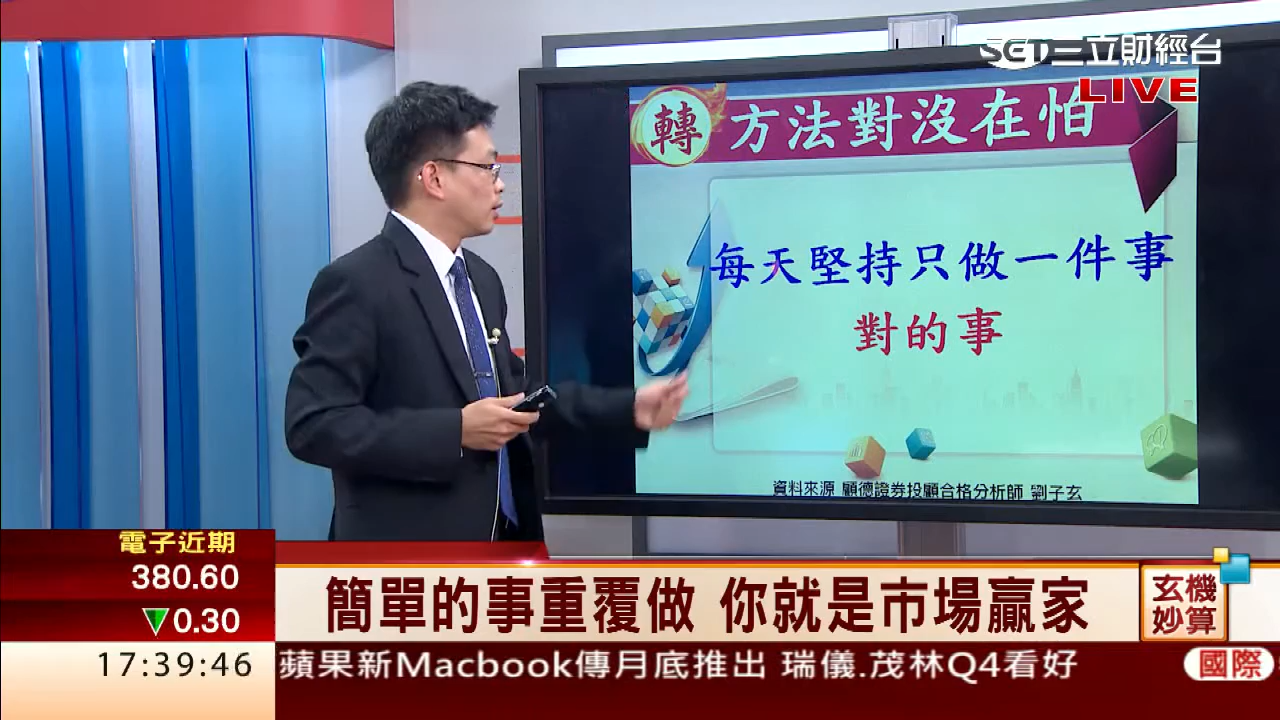 SET三立財經台
LIVE
轉 方法對沒在怕
每天堅持只做一件事
對的事
資料來源 顧德證券投顧合格分析師 劉子玄
電子近期
380.60
▼0.30
17:39:46
簡單的事重覆做 你就是市場贏家
玄機
妙算
蘋果新Macbook傳月底推出 瑞儀.茂林Q4看好
國際